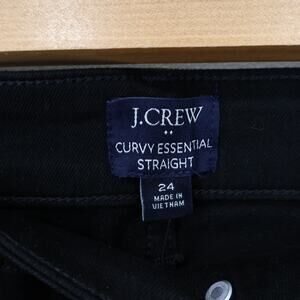 J.CREW
CURVY ESSENTIAL
STRAIGHT
24
MADE IN
VIETNAM